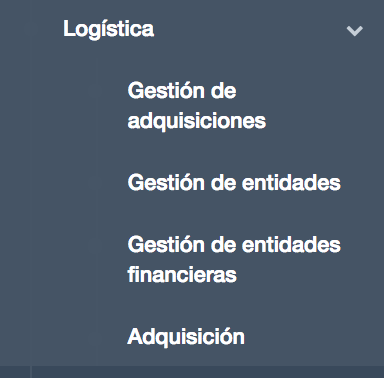 Logística
Gestión de
adquisiciones
Gestión de entidades
Gestión de entidades
financieras
Adquisición